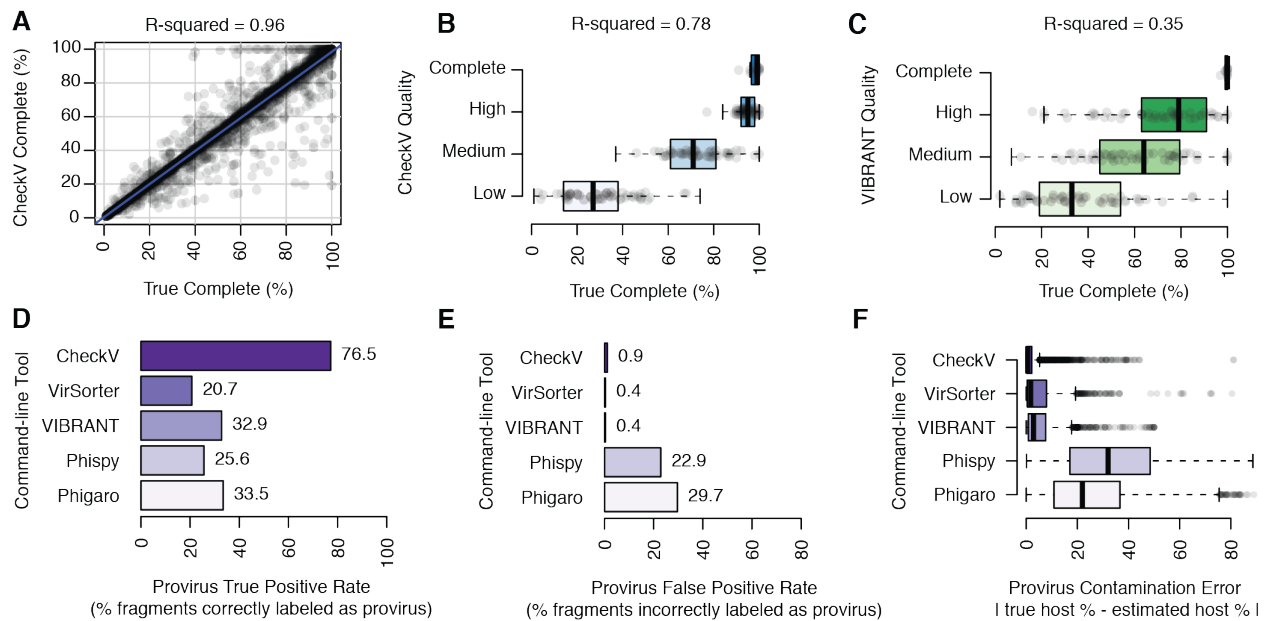 A
R-squared = 0.96
CheckV Complete (%)
100
80
60
40
20
0
0
20
40
60
80
100
True Complete (%)
B
R-squared = 0.78
CheckV Quality
Complete
High
Medium
Low
0
20
40
60
80
100
True Complete (%)
C
R-squared = 0.35
VIBRANT Quality
Complete
High
Medium
Low
0
20
40
60
80
100
True Complete (%)
D
Command-line Tool
CheckV
76.5
VirSorter
20.7
VIBRANT
32.9
Phispy
25.6
Phigaro
33.5
0
20
40
60
80
100
Provirus True Positive Rate
(% fragments correctly labeled as provirus)
E
Command-line Tool
CheckV
0.9
VirSorter
0.4
VIBRANT
0.4
Phispy
22.9
Phigaro
29.7
0
20
40
60
80
Provirus False Positive Rate
(% fragments incorrectly labeled as provirus)
F
Command-line Tool
CheckV
VirSorter
VIBRANT
Phispy
Phigaro
0
20
40
60
80
Provirus Contamination Error
| true host % - estimated host % |